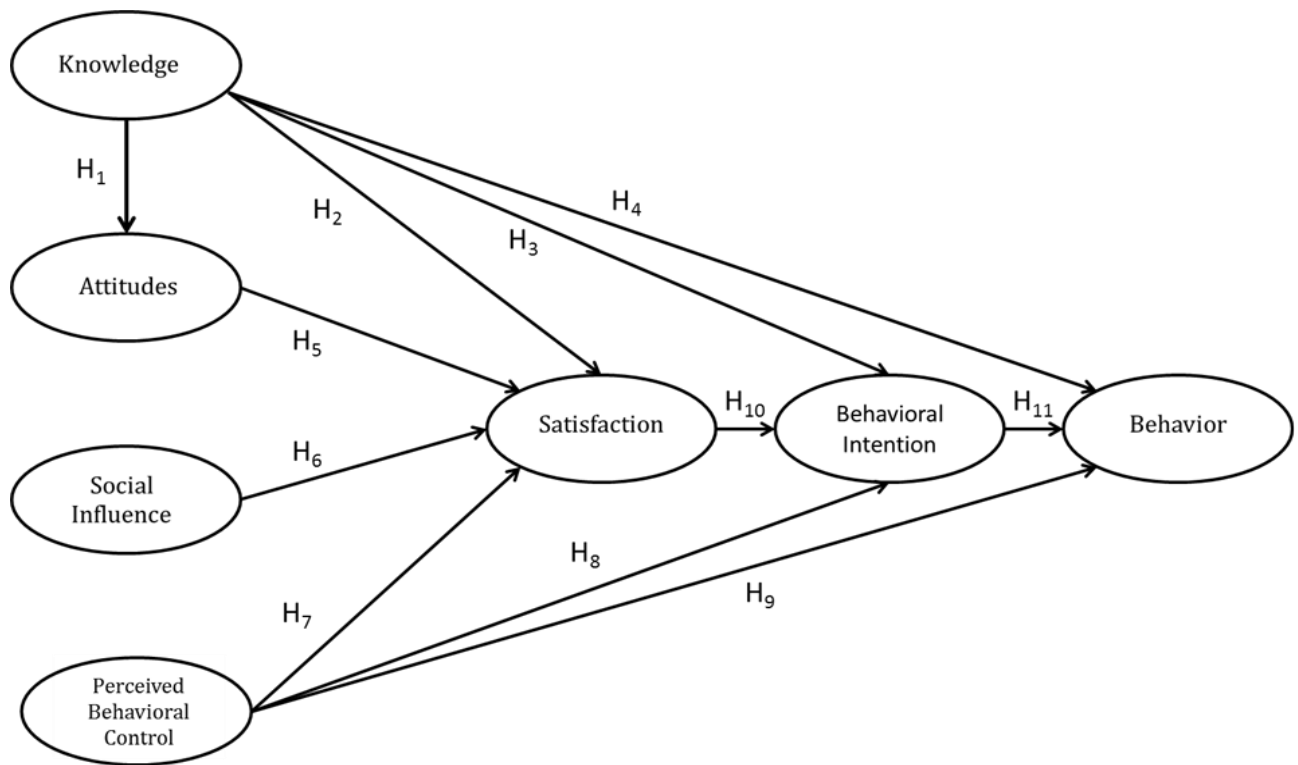 Knowledge
H₁
H₂
H₃
H₄
Attitudes
H₅
Social
Influence
H₆
Satisfaction
H₁₀
Behavioral
Intention
H₁₁
Behavior
H₇
H₈
H₉
Perceived
Behavioral
Control